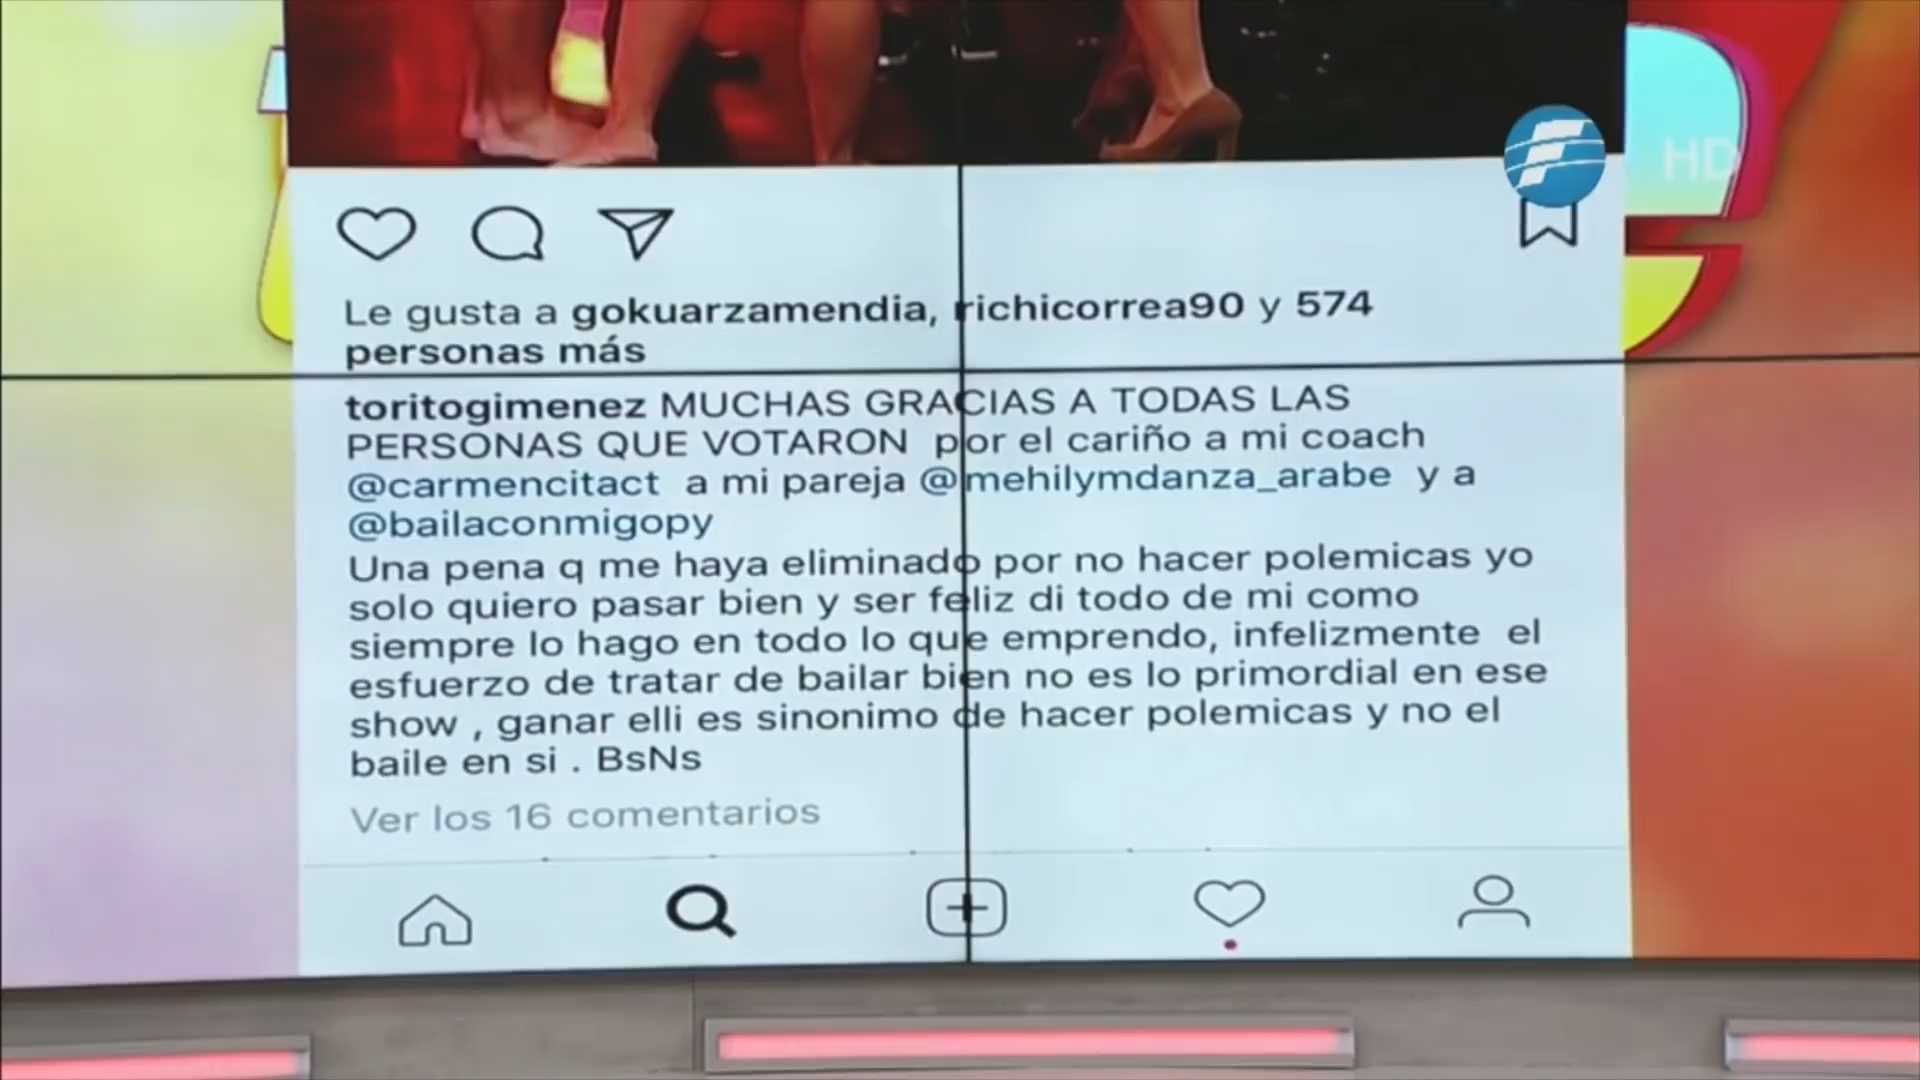 HD
Le gusta a gokuarzamendia, richicorrea90 y 574
personas más
toritogimenez MUCHAS GRACIAS A TODAS LAS
PERSONAS QUE VOTARON por el cariño a mi coach
@carmencitact a mi pareja @mehilymdanza_arabe y a
@bailaconmigopy
Una pena q me haya eliminado por no hacer polemicas yo
solo quiero pasar bien y ser feliz di todo de mi como
siempre lo hago en todo lo que emprendo, infelizmente el
esfuerzo de tratar de bailar bien no es lo primordial en ese
show , ganar elli es sinonimo de hacer polemicas y no el
baile en si . BsNs
Ver los 16 comentarios